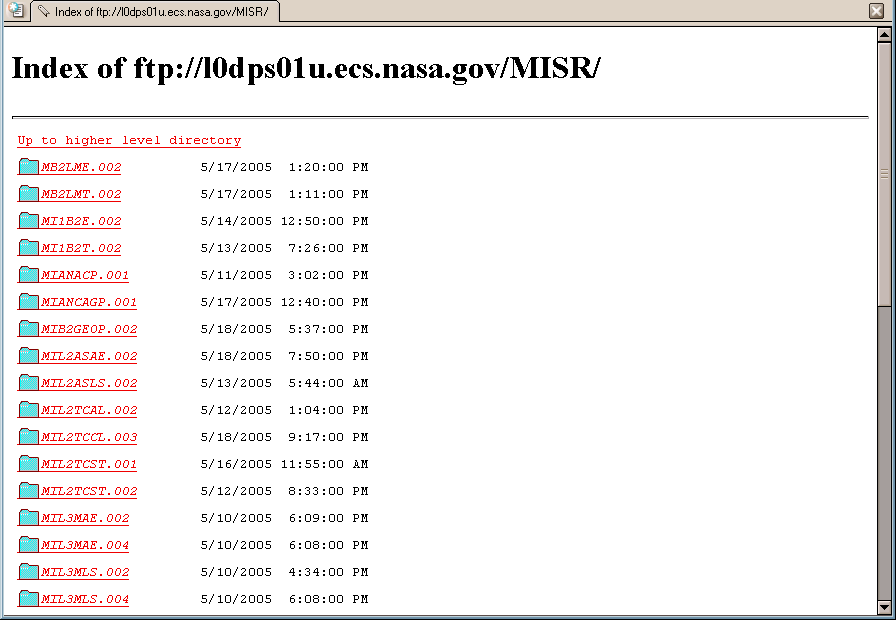 Index of ftp://l0dps01u.ecs.nasa.gov/MISR/
Index of ftp://l0dps01u.ecs.nasa.gov/MISR/
Up to higher level directory
MB2LME.002 5/17/2005 1:20:00 PM
MB2LMT.002 5/17/2005 1:11:00 PM
MI1B2E.002 5/14/2005 12:50:00 PM
MI1B2T.002 5/13/2005 7:26:00 PM
MIANACP.001 5/11/2005 3:02:00 PM
MIANCAGP.001 5/17/2005 12:40:00 PM
MIB2GEOP.002 5/18/2005 5:37:00 PM
MIL2ASAE.002 5/18/2005 7:50:00 PM
MIL2ASLS.002 5/13/2005 5:44:00 AM
MIL2TCAL.002 5/12/2005 1:04:00 PM
MIL2TCCL.003 5/18/2005 9:17:00 PM
MIL2TCST.001 5/16/2005 11:55:00 AM
MIL2TCST.002 5/12/2005 8:33:00 PM
MIL3MAE.002 5/10/2005 6:09:00 PM
MIL3MAE.004 5/10/2005 6:08:00 PM
MIL3MLS.002 5/10/2005 4:34:00 PM
MIL3MLS.004 5/10/2005 6:08:00 PM